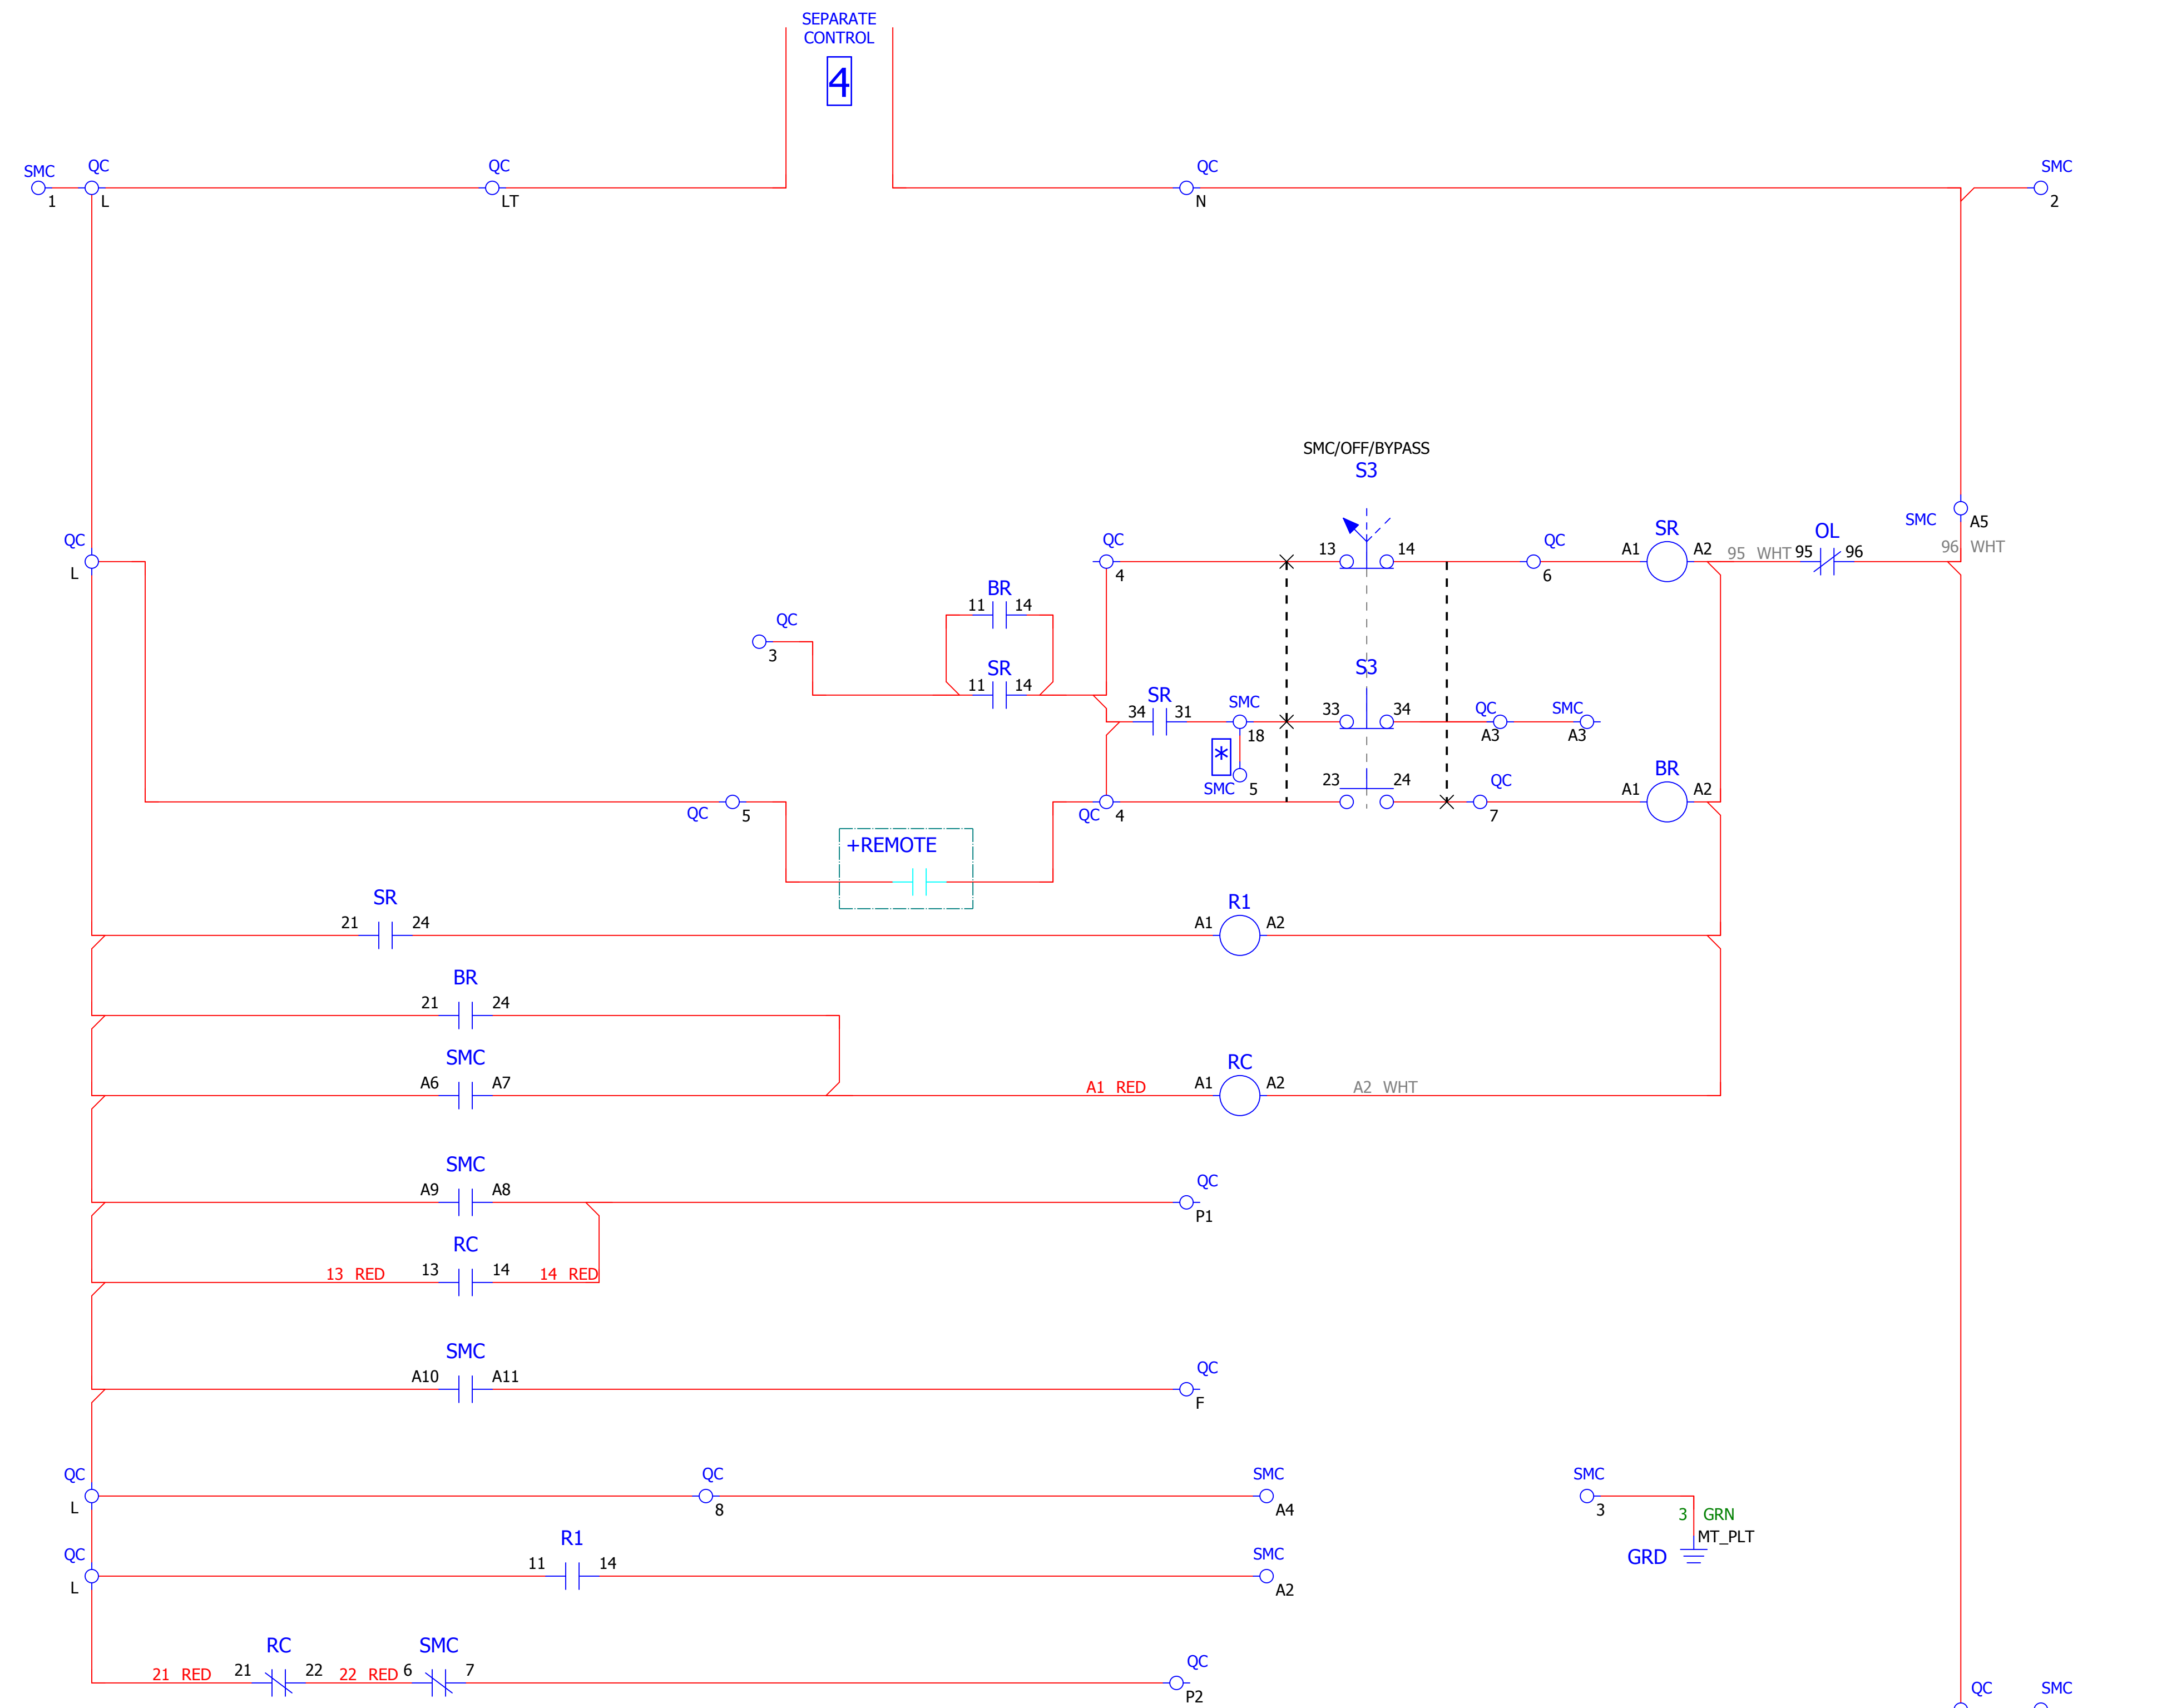 SEPARATE
CONTROL
4
SMC
1
QC
L
QC
LT
QC
N
SMC
2
SMC/OFF/BYPASS
S3
QC
L
QC
4
13
14
QC
6
A1
SR
A2
95 WHT
95
OL
96
SMC
A5
96 WHT
BR
11
14
QC
3
SR
11
14
SR
34
31
SMC
18
*
SMC
5
S3
33
34
QC
A3
SMC
A3
QC
5
QC
4
23
24
QC
7
A1
BR
A2
+REMOTE
SR
21
24
R1
A1
A2
BR
21
24
SMC
A6
A7
A1 RED
RC
A1
A2
A2 WHT
SMC
A9
A8
QC
P1
RC
13 RED
13
14
14 RED
SMC
A10
A11
QC
F
QC
L
QC
8
SMC
A4
SMC
3
3 GRN
MT_PLT
GRD
QC
L
R1
11
14
SMC
A2
RC
21 RED
21
22
22 RED
SMC
6
7
QC
P2
QC
SMC